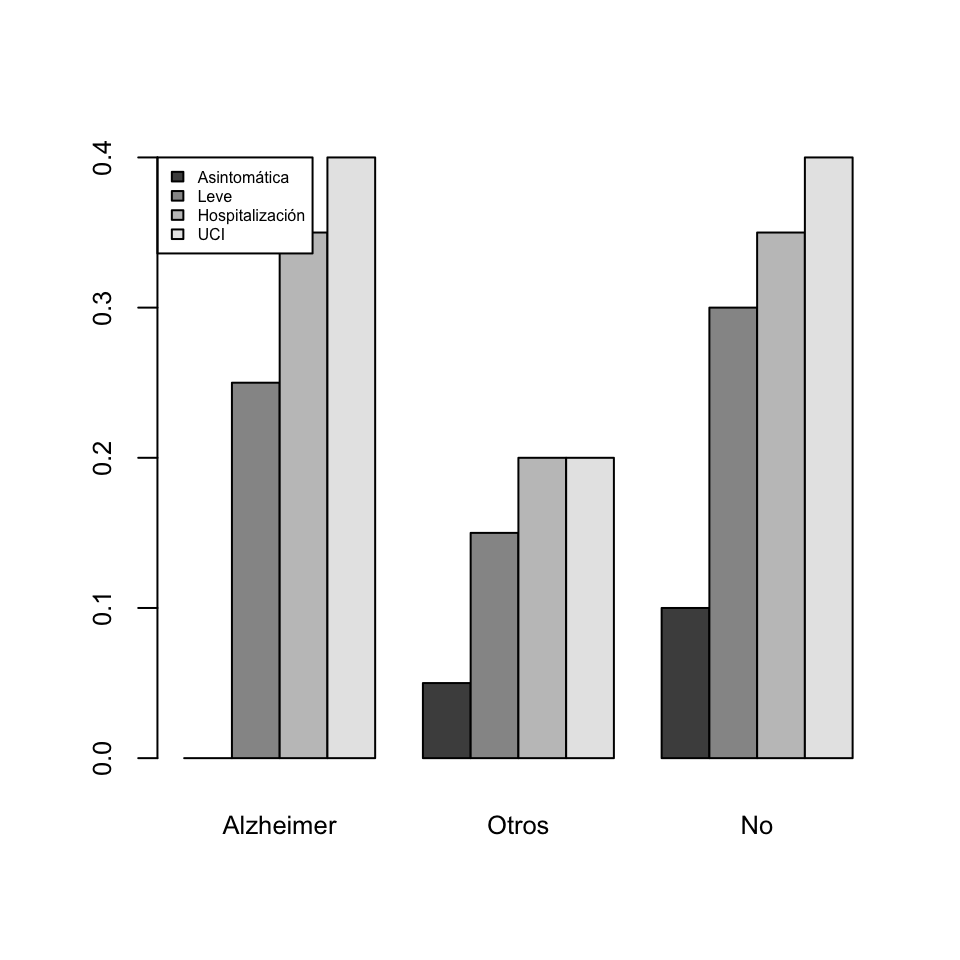 0.4
0.3
0.2
0.1
0.0
Asintomática
Leve
Hospitalización
UCI
Alzheimer
Otros
No